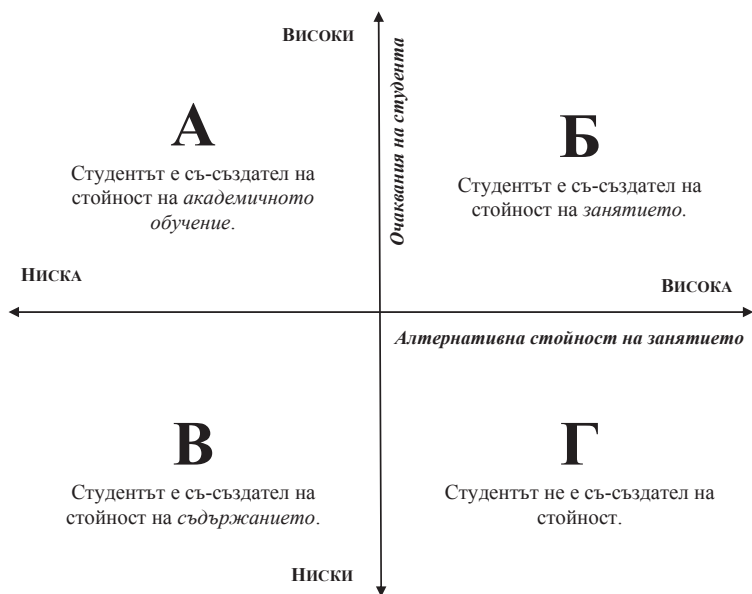 ВИСОКИ
Очаквания на студента
А
Студентът е съ-създател на
стойност на академичното
обучение.
Б
Студентът е съ-създател на
стойност на занятието.
НИСКА
ВИСОКА
Алтернативна стойност на занятието
В
Студентът е съ-създател на
стойност на съдържанието.
Г
Студентът не е съ-създател на
стойност.
НИСКИ